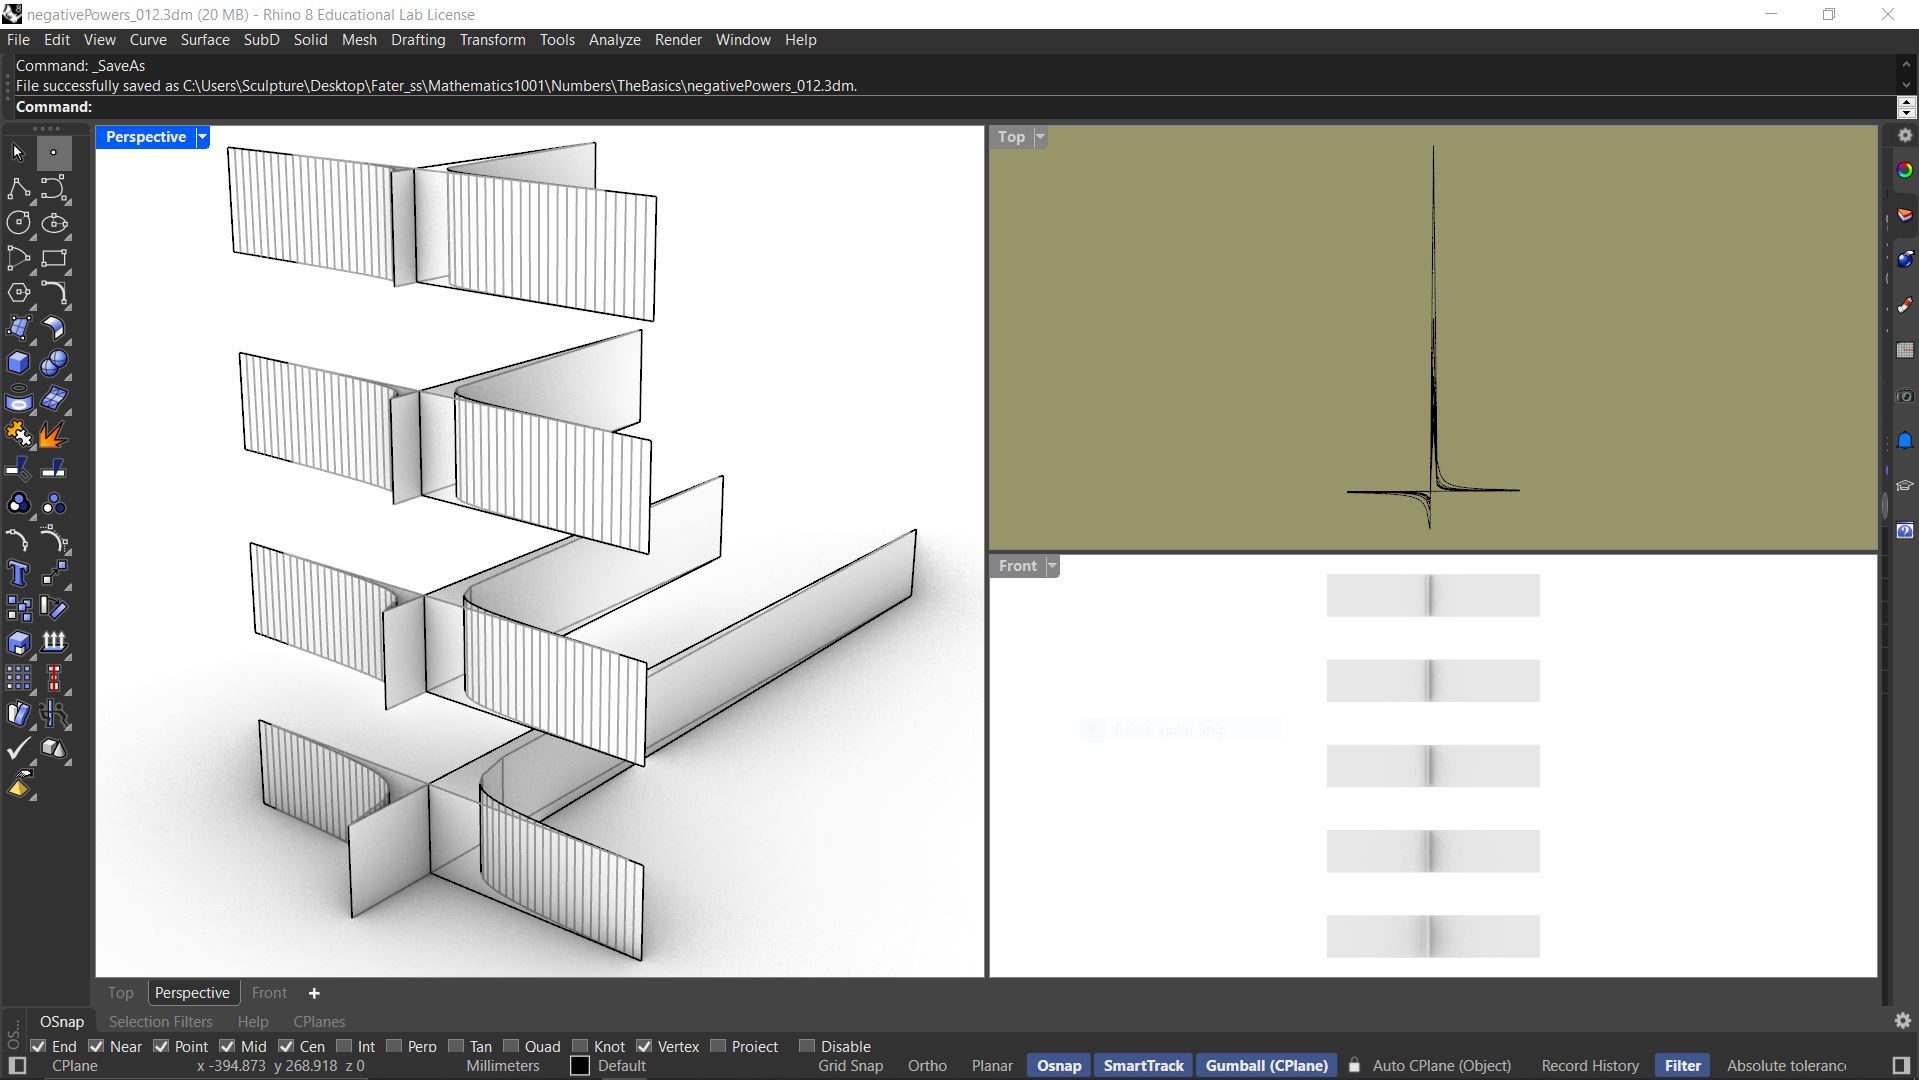 negativePowers_012.3dm (20 MB) - Rhino 8 Educational Lab License
File Edit View Curve Surface SubD Solid Mesh Drafting Transform Tools Analyze Render Window Help
Command: _SaveAs
File successfully saved as C:\Users\Sculpture\Desktop\Fater_ss\Mathematics1001\Numbers\TheBasics\negativePowers_012.3dm.
Command:
Perspective
Top
Front
Rectangular Snip
Top Perspective Front
OSnap Selection Filters Help CPlanes
End Near Point Mid Cen Int Perp Tan Quad Knot Vertex Project Disable
CPlane x -394.873 y 268.918 z 0 Millimeters Default Grid Snap Ortho Planar Osnap SmartTrack Gumball (CPlane) Auto CPlane (Object) Record History Filter Absolute toleranc